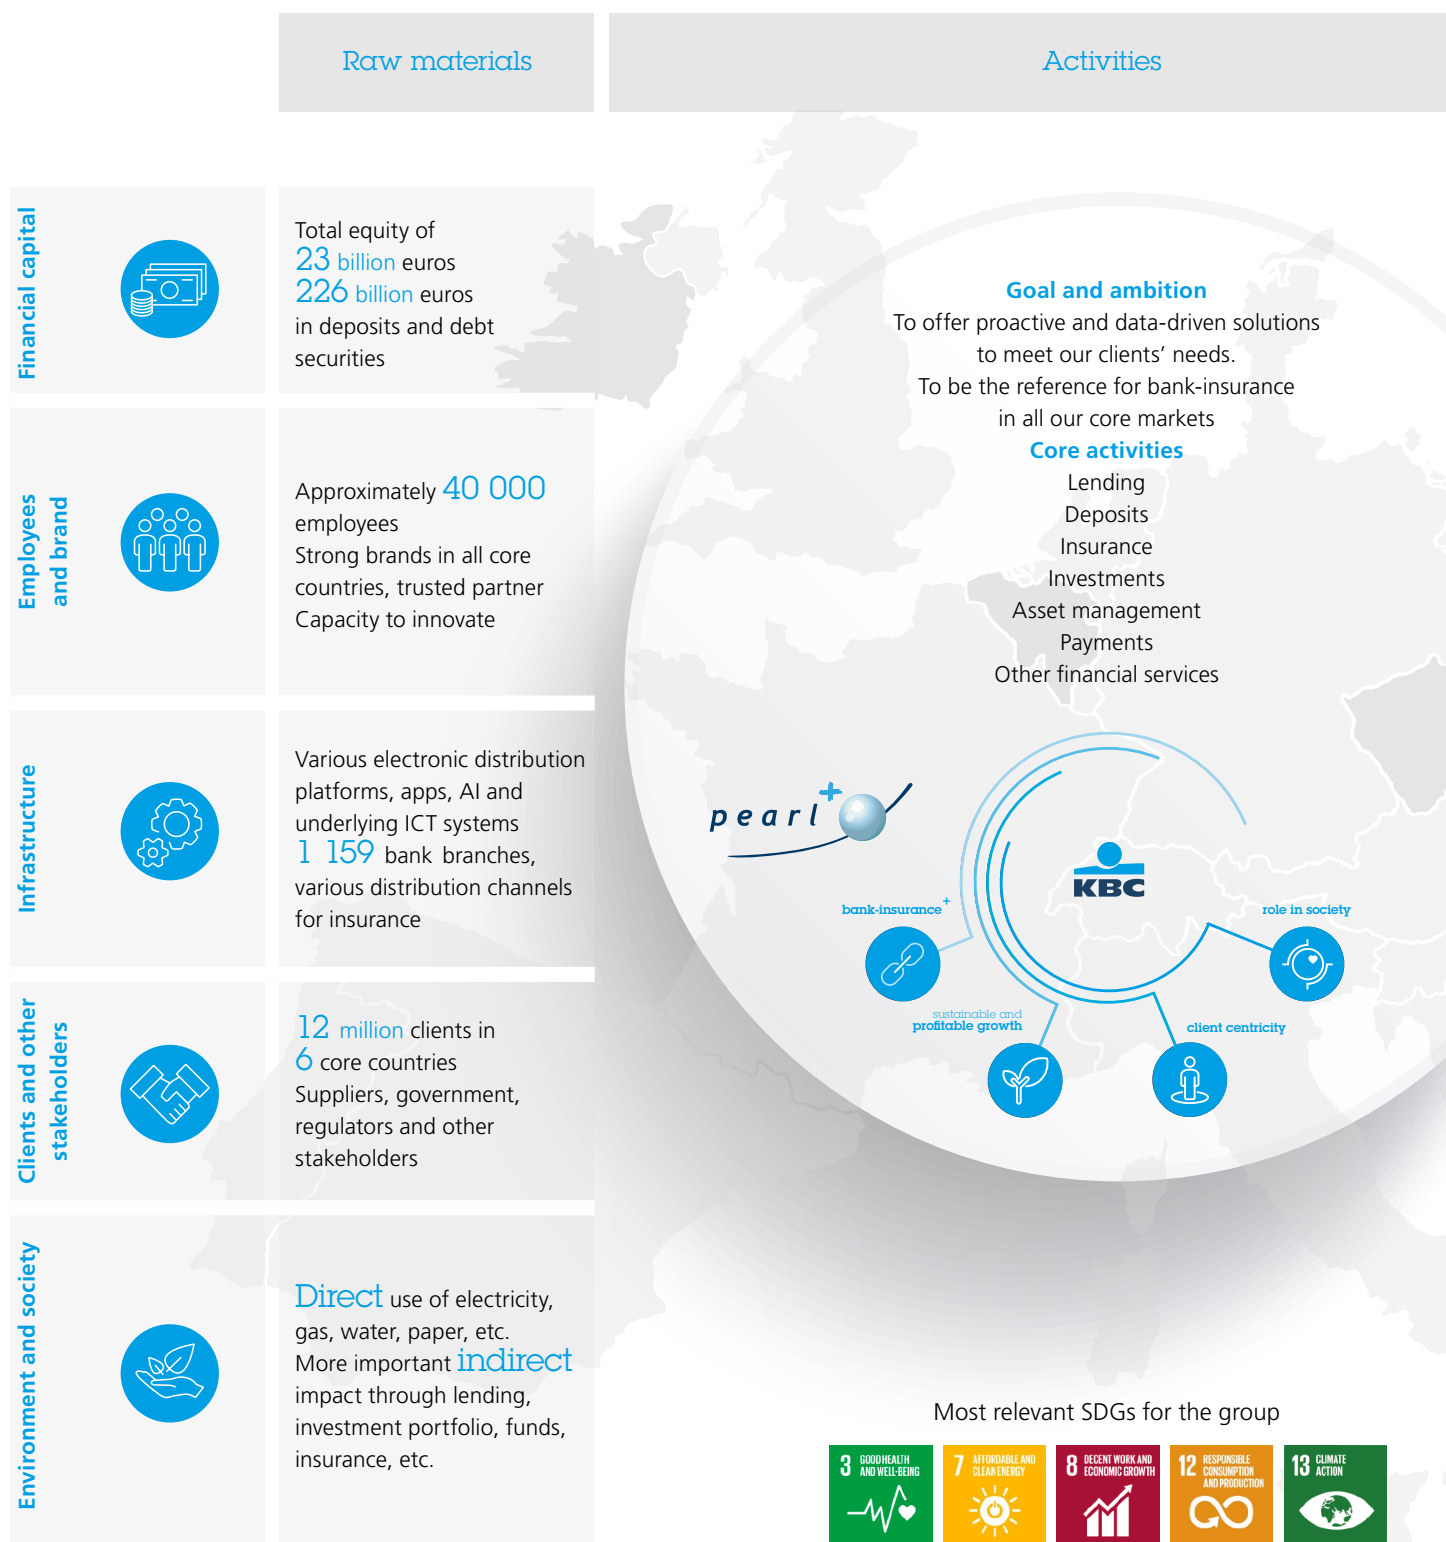 Raw materials
Activities
Financial capital
Total equity of
23 billion euros
226 billion euros
in deposits and debt
securities
Employees
and brand
Approximately 40 000
employees
Strong brands in all core
countries, trusted partner
Capacity to innovate
Infrastructure
Various electronic distribution
platforms, apps, AI and
underlying ICT systems
1 159 bank branches,
various distribution channels
for insurance
Clients and other
stakeholders
12 million clients in
6 core countries
Suppliers, government,
regulators and other
stakeholders
Environment and society
Direct use of electricity,
gas, water, paper, etc.
More important indirect
impact through lending,
investment portfolio, funds,
insurance, etc.
Goal and ambition
To offer proactive and data-driven solutions
to meet our clients’ needs.
To be the reference for bank-insurance
in all our core markets
Core activities
Lending
Deposits
Insurance
Investments
Asset management
Payments
Other financial services
pearl+
KBC
bank-insurance+
role in society
sustainable and
profitable growth
client centricity
Most relevant SDGs for the group
3 GOOD HEALTH
AND WELL-BEING
7 AFFORDABLE AND
CLEAN ENERGY
8 DECENT WORK AND
ECONOMIC GROWTH
12 RESPONSIBLE
CONSUMPTION
AND PRODUCTION
13 CLIMATE
ACTION